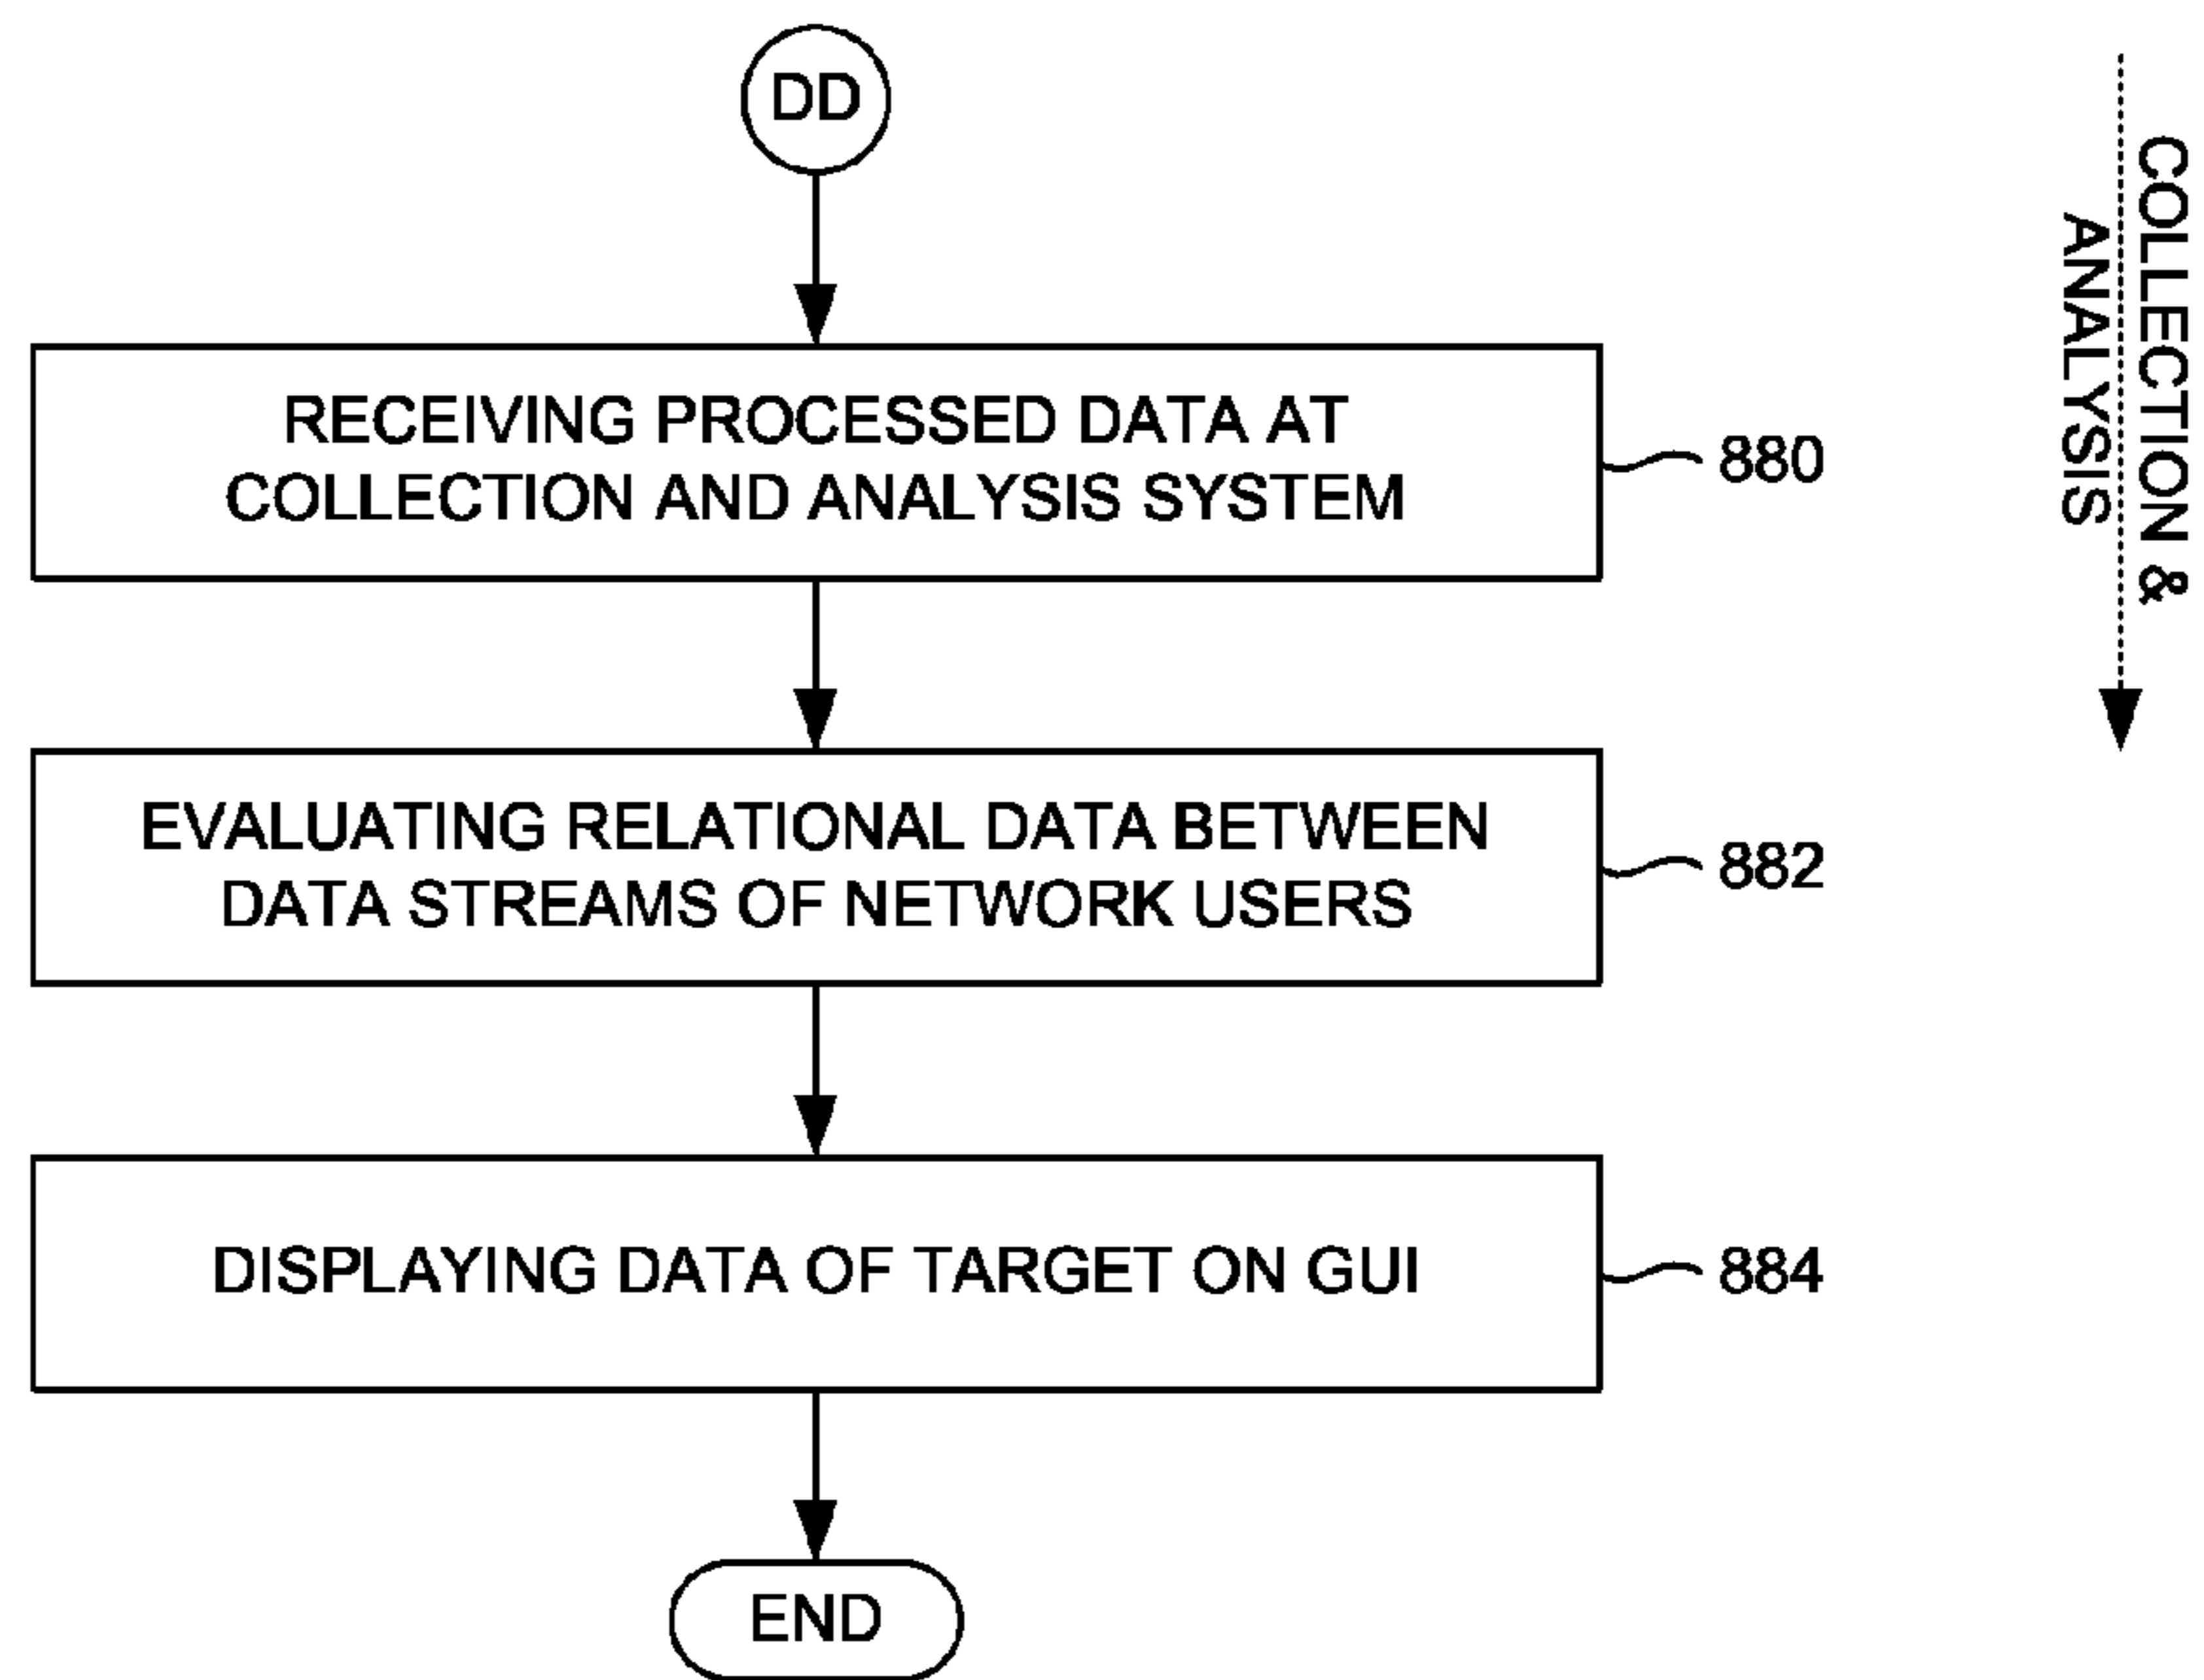 DD
RECEIVING PROCESSED DATA AT
COLLECTION AND ANALYSIS SYSTEM
880
EVALUATING RELATIONAL DATA BETWEEN
DATA STREAMS OF NETWORK USERS
882
DISPLAYING DATA OF TARGET ON GUI
884
END
COLLECTION &
ANALYSIS